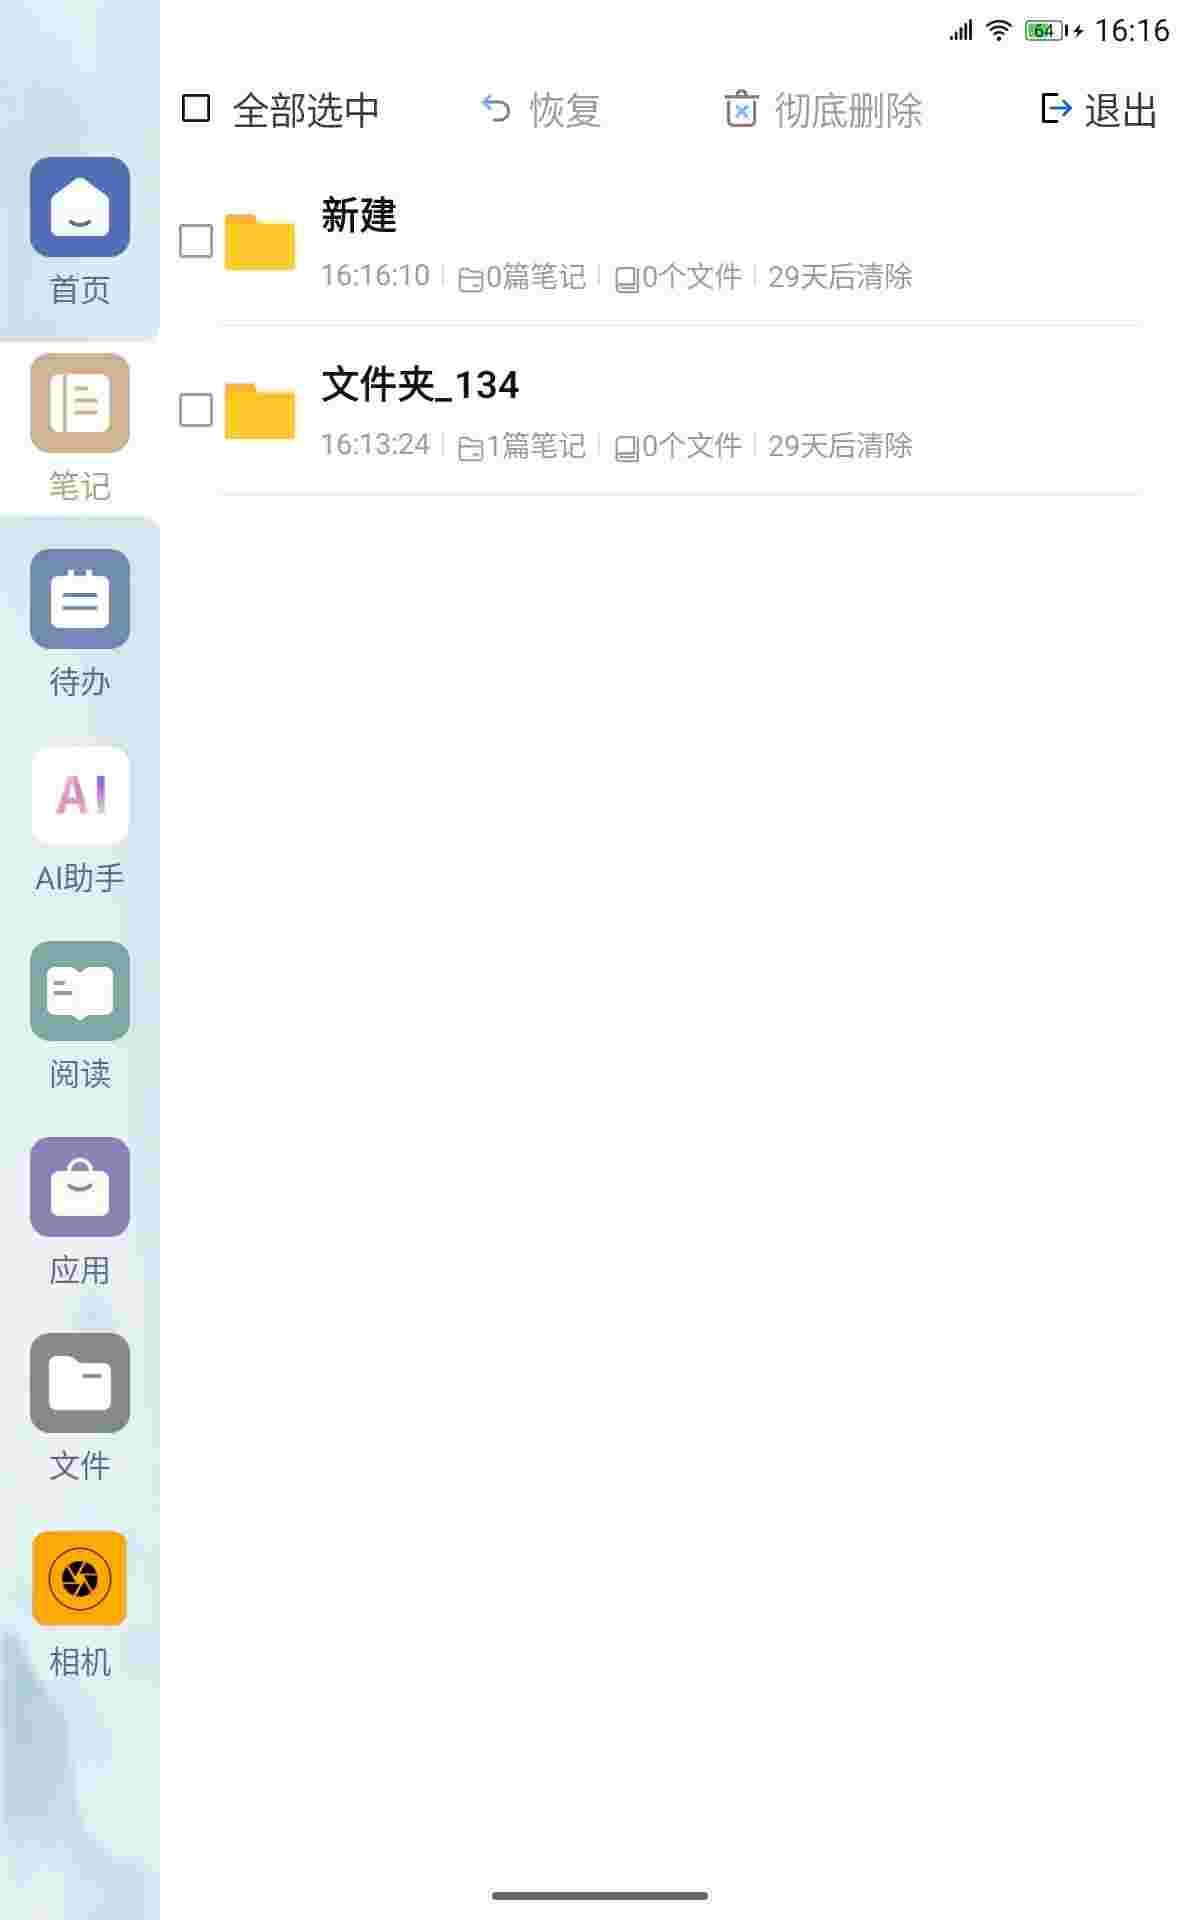 64 16:16
全部选中 恢复 彻底删除 退出
新建
16:16:10 0篇笔记 0个文件 29天后清除
文件夹_134
16:13:24 1篇笔记 0个文件 29天后清除
首页
笔记
待办
AI
AI助手
阅读
应用
文件
相机